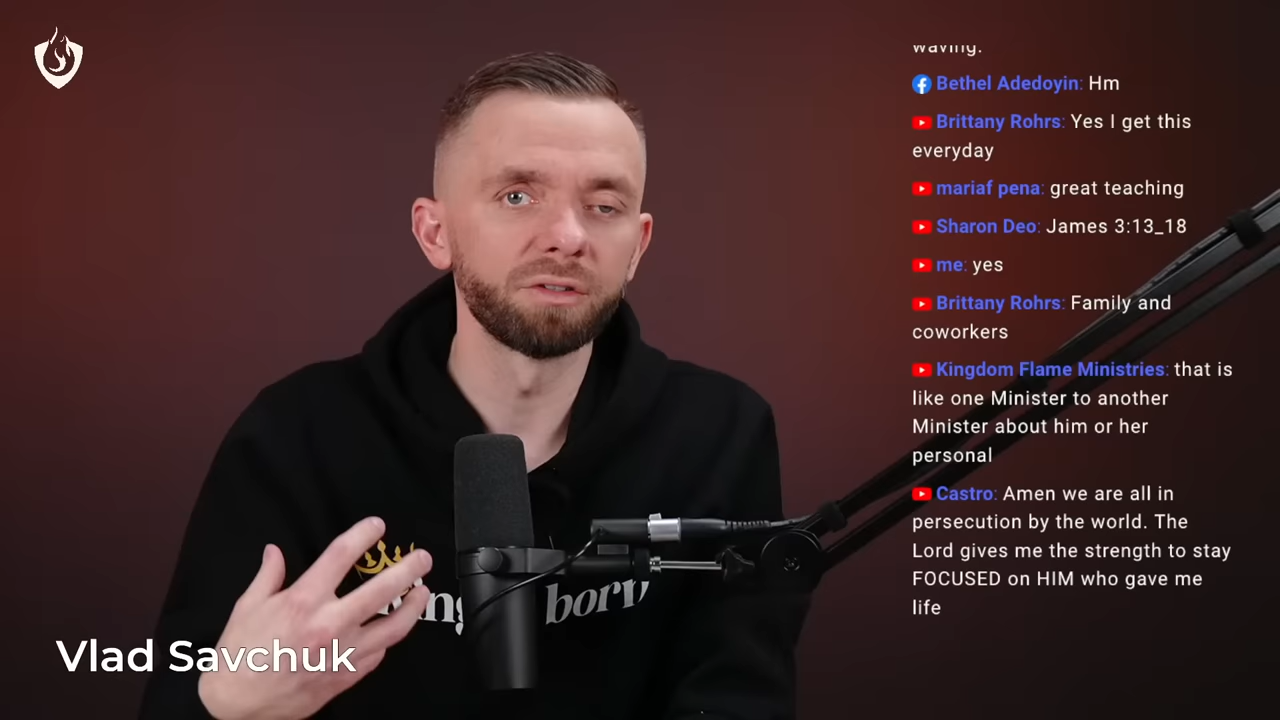 waving.
Bethel Adedoyin: Hm
Brittany Rohrs: Yes I get this
everyday
mariaf pena: great teaching
Sharon Deo: James 3:13_18
me: yes
Brittany Rohrs: Family and
coworkers
Kingdom Flame Ministries: that is
like one Minister to another
Minister about him or her
personal
Castro: Amen we are all in
persecution by the world. The
Lord gives me the strength to stay
FOCUSED on HIM who gave me
life
born
Vlad Savchuk